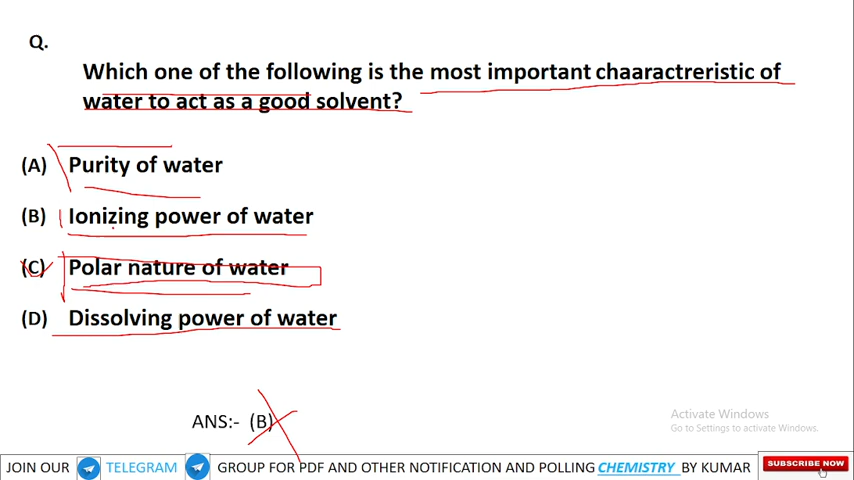 Q.
Which one of the following is the most important chaaractreristic of
water to act as a good solvent?
(A) Purity of water
(B) Ionizing power of water
(C) Polar nature of water
(D) Dissolving power of water
ANS:- (B)
Activate Windows
Go to Settings to activate Windows.
JOIN OUR TELEGRAM GROUP FOR PDF AND OTHER NOTIFICATION AND POLLING CHEMISTRY BY KUMAR SUBSCRIBE NOW